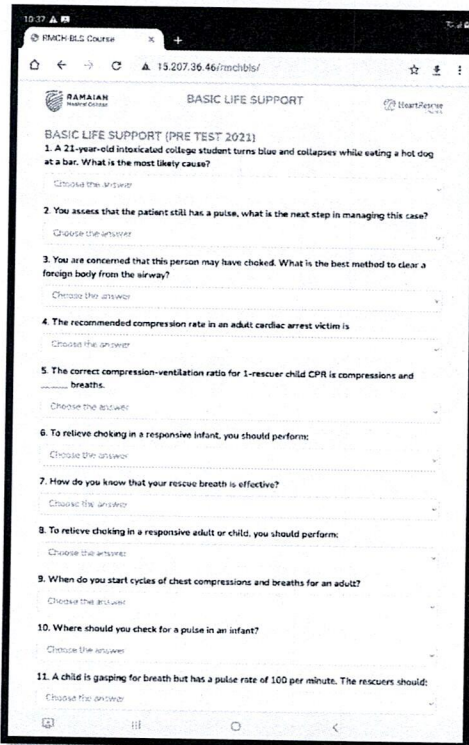 10:37
RMCH-BLS Course × +
15.207.36.46/rmchbls/
RAMAIAH
Medical College
BASIC LIFE SUPPORT
HeartRescue
BASIC LIFE SUPPORT (PRE TEST 2021)
1. A 21-year-old intoxicated college student turns blue and collapses while eating a hot dog
at a bar. What is the most likely cause?
Choose the answer
2. You assess that the patient still has a pulse, what is the next step in managing this case?
Choose the answer
3. You are concerned that this person may have choked. What is the best method to clear a
foreign body from the airway?
Choose the answer
4. The recommended compression rate in an adult cardiac arrest victim is
Choose the answer
5. The correct compression-ventilation ratio for 1-rescuer child CPR is compressions and
_____ breaths.
Choose the answer
6. To relieve choking in a responsive infant, you should perform:
Choose the answer
7. How do you know that your rescue breath is effective?
Choose the answer
8. To relieve choking in a responsive adult or child, you should perform:
Choose the answer
9. When do you start cycles of chest compressions and breaths for an adult?
Choose the answer
10. Where should you check for a pulse in an infant?
Choose the answer
11. A child is gasping for breath but has a pulse rate of 100 per minute. The rescuers should:
Choose the answer